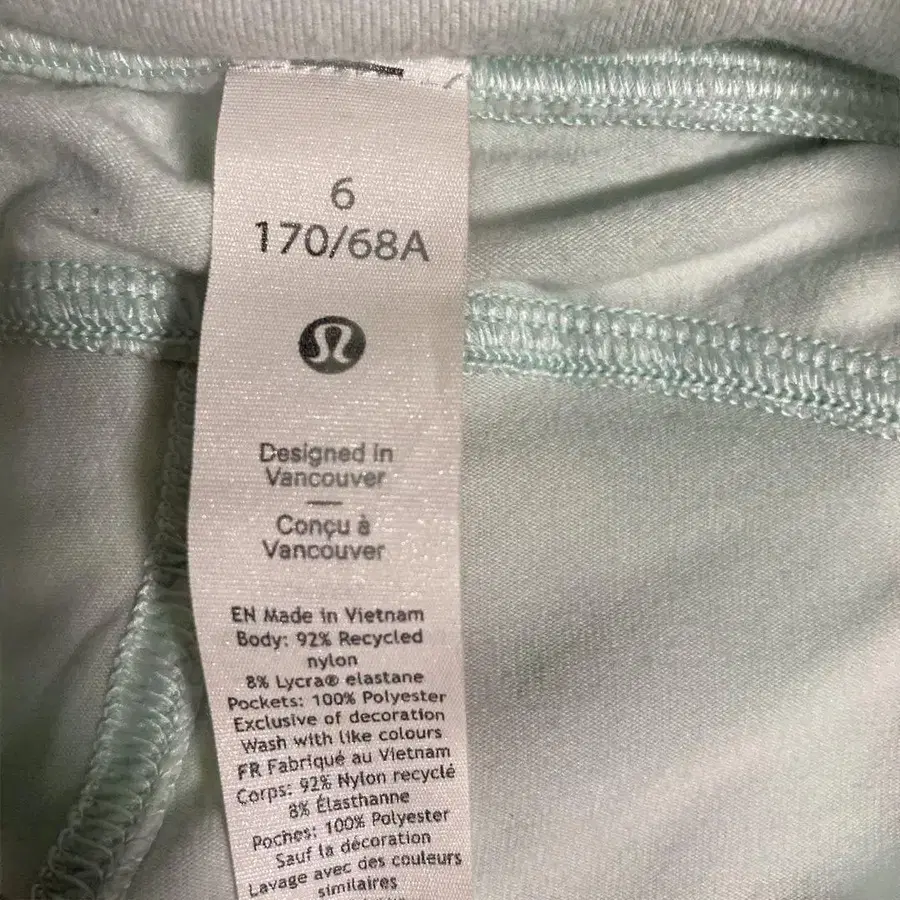 6
170/68A
Designed in
Vancouver
Conçu à
Vancouver
EN Made in Vietnam
Body: 92% Recycled
nylon
8% Lycra® elastane
Pockets: 100% Polyester
Exclusive of decoration
Wash with like colours
FR Fabriqué au Vietnam
Corps: 92% Nylon recyclé
8% Élasthanne
Poches: 100% Polyester
Sauf la décoration
Lavage avec des couleurs
similaires